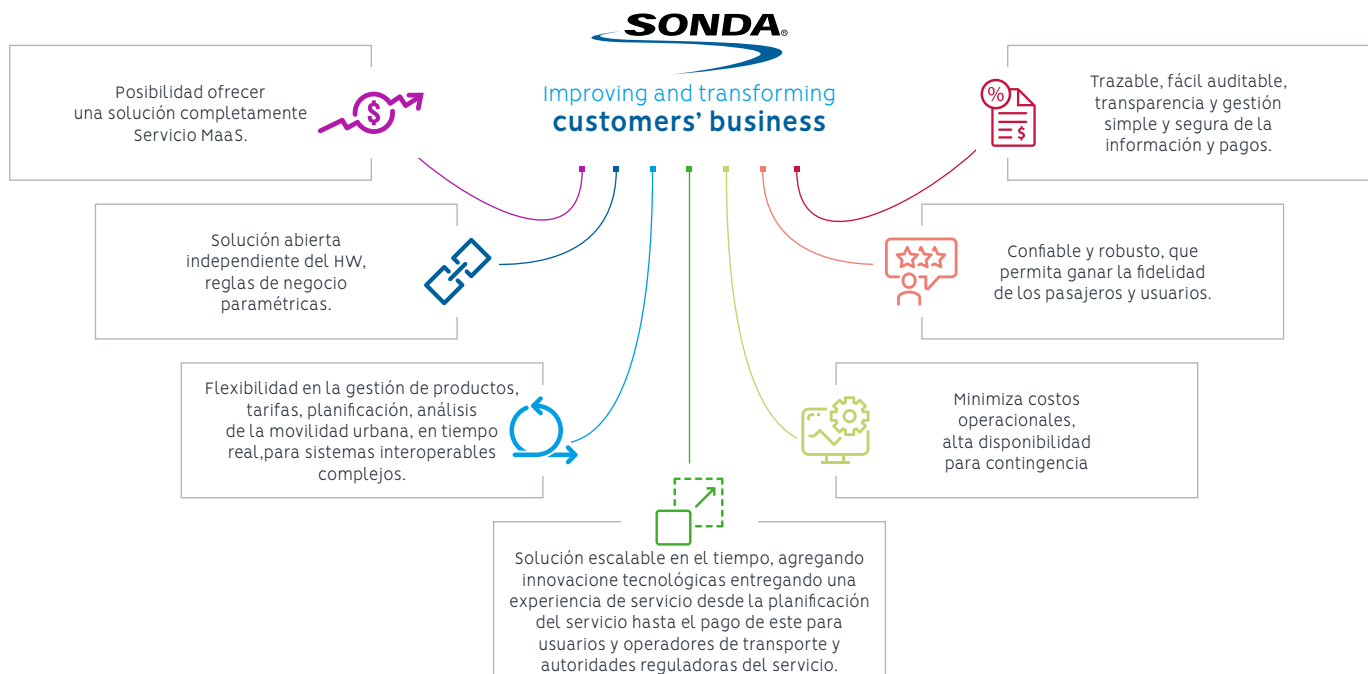 SONDA®
Improving and transforming
customers’ business
Posibilidad ofrecer
una solución completamente
Servicio MaaS.
$
Solución abierta
independiente del HW,
reglas de negocio
paramétricas.
Flexibilidad en la gestión de productos,
tarifas, planificación, análisis
de la movilidad urbana, en tiempo
real,para sistemas interoperables
complejos.
Solución escalable en el tiempo, agregando
innovacione tecnológicas entregando una
experiencia de servicio desde la planificación
del servicio hasta el pago de este para
usuarios y operadores de transporte y
autoridades reguladoras del servicio.
Minimiza costos
operacionales,
alta disponibilidad
para contingencia
Confiable y robusto, que
permita ganar la fidelidad
de los pasajeros y usuarios.
%
$
Trazable, fácil auditable,
transparencia y gestión
simple y segura de la
información y pagos.